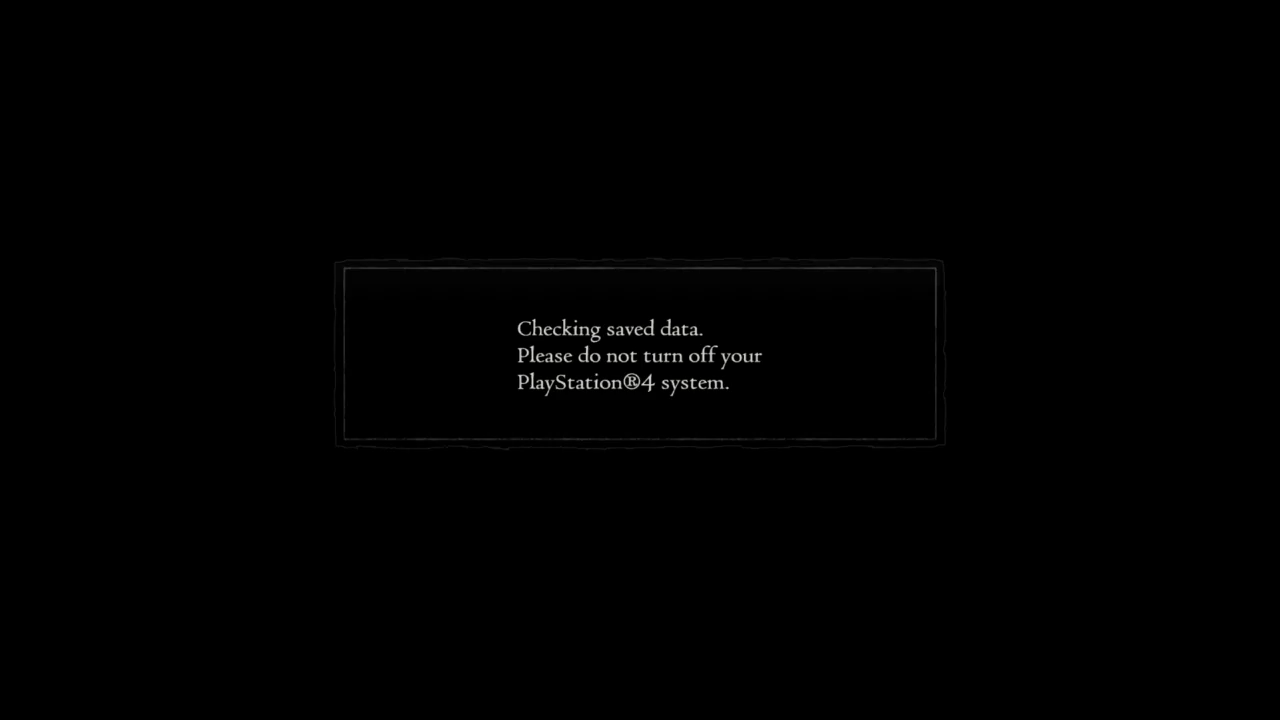 Checking saved data.
Please do not turn off your
PlayStation®4 system.